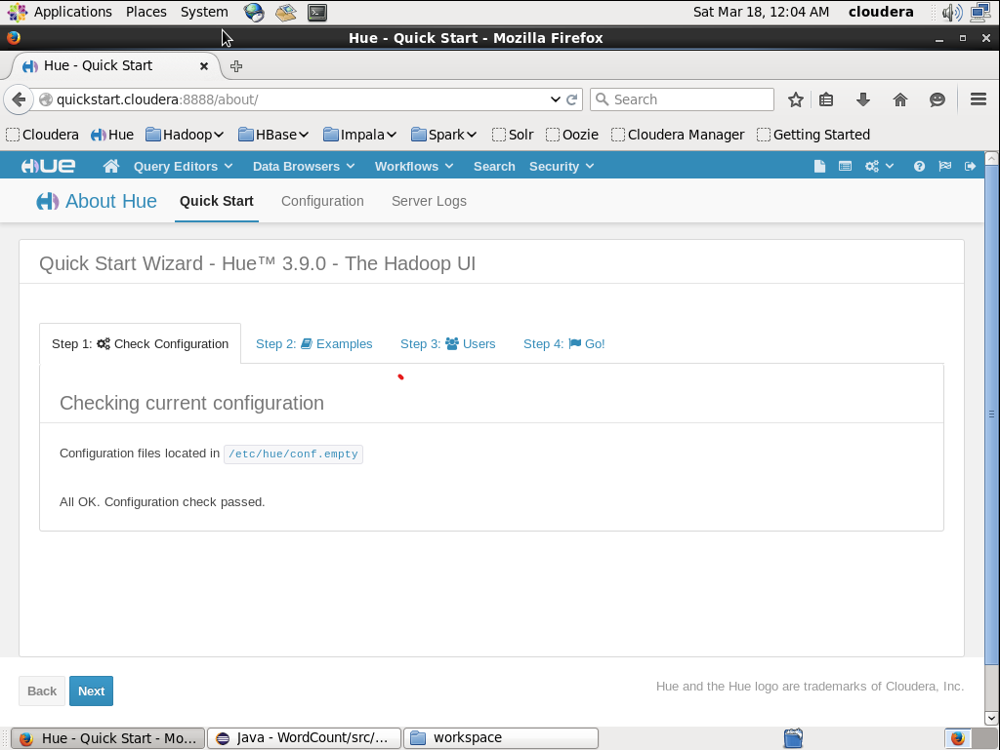 Applications Places System Sat Mar 18, 12:04 AM cloudera
Hue - Quick Start - Mozilla Firefox
Hue - Quick Start
quickstart.cloudera:8888/about/ Search
Cloudera Hue Hadoop HBase Impala Spark Solr Oozie Cloudera Manager Getting Started
HUE Query Editors Data Browsers Workflows Search Security
About Hue Quick Start Configuration Server Logs
Quick Start Wizard - Hue™ 3.9.0 - The Hadoop UI
Step 1: Check Configuration Step 2: Examples Step 3: Users Step 4: Go!
Checking current configuration
Configuration files located in /etc/hue/conf.empty
All OK. Configuration check passed.
Back Next Hue and the Hue logo are trademarks of Cloudera, Inc.
Hue - Quick Start - Mo... Java - WordCount/src/... workspace